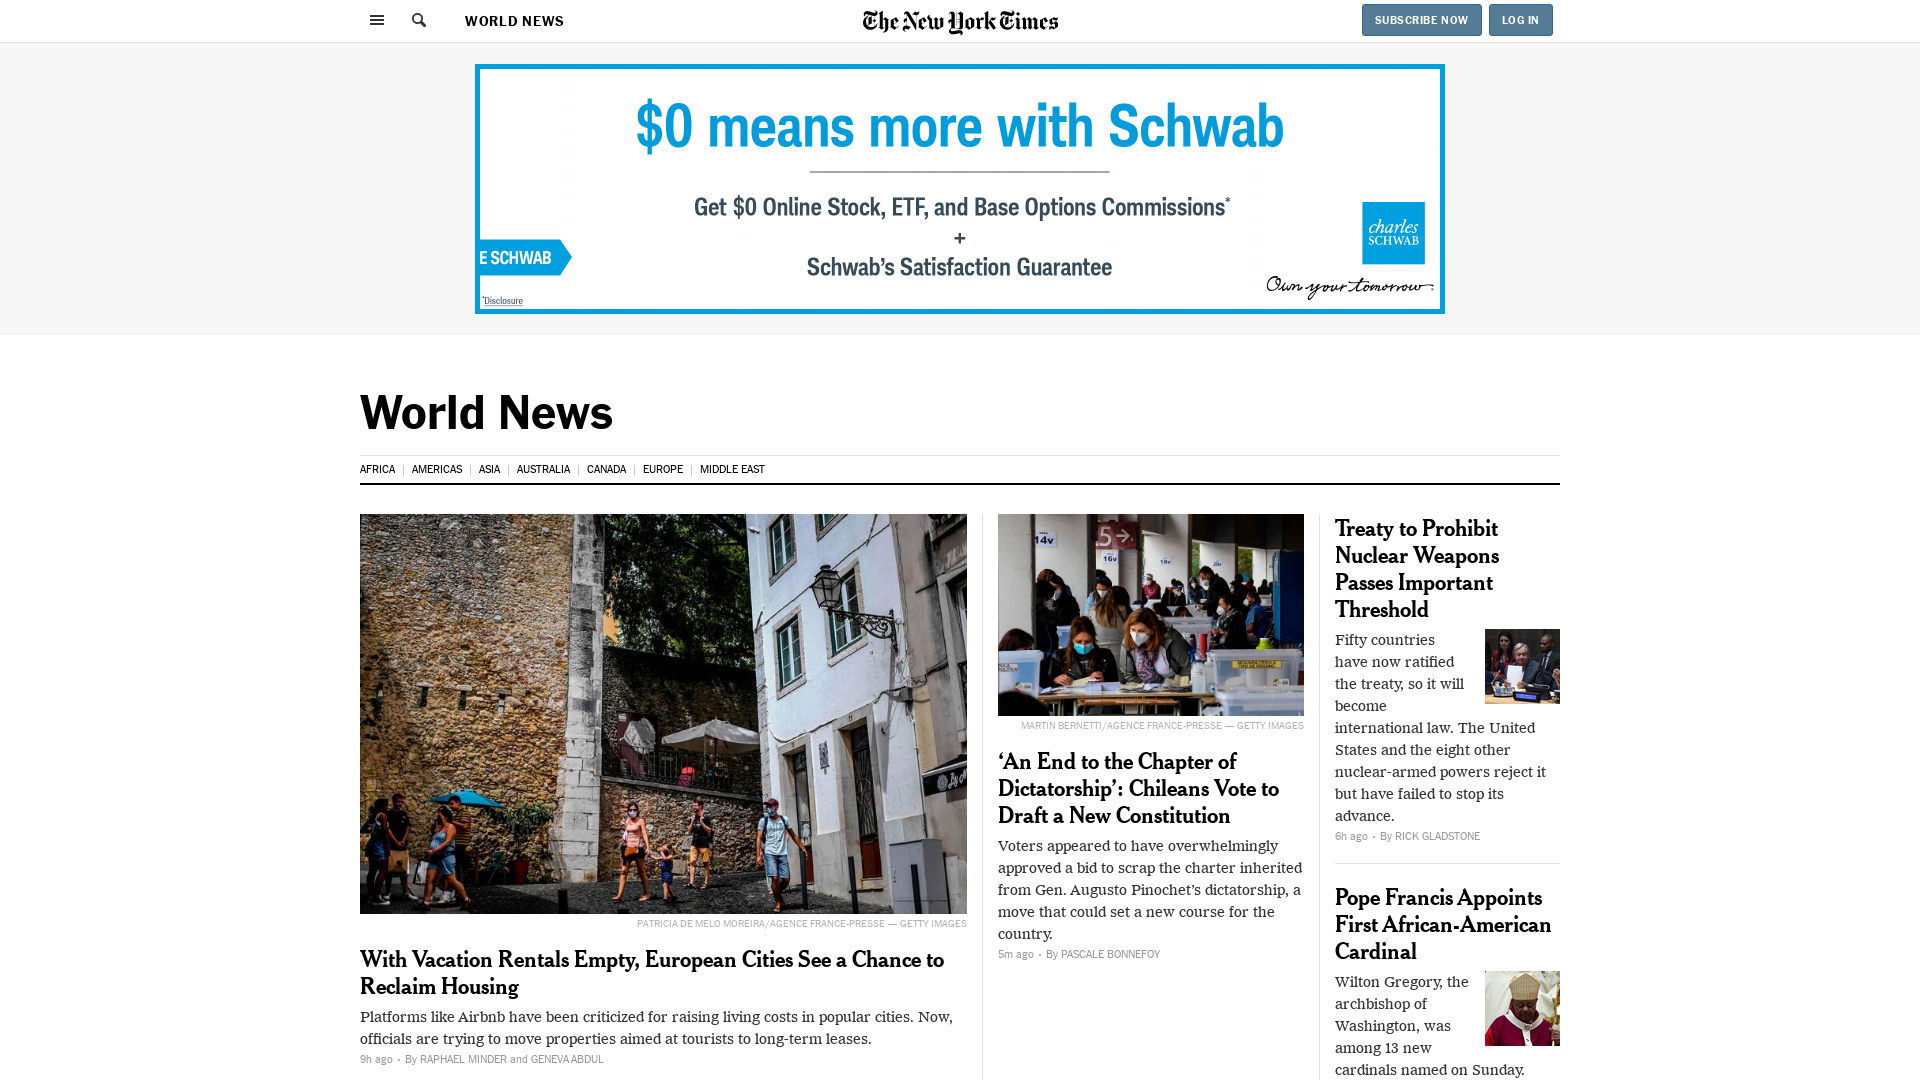 WORLD NEWS
The New York Times
SUBSCRIBE NOW
LOG IN
$0 means more with Schwab
Get $0 Online Stock, ETF, and Base Options Commissions*
+
Schwab’s Satisfaction Guarantee
E SCHWAB
*Disclosure
charles
SCHWAB
Own your tomorrow
World News
AFRICA
AMERICAS
ASIA
AUSTRALIA
CANADA
EUROPE
MIDDLE EAST
PATRICIA DE MELO MOREIRA/AGENCE FRANCE-PRESSE — GETTY IMAGES
With Vacation Rentals Empty, European Cities See a Chance to
Reclaim Housing
Platforms like Airbnb have been criticized for raising living costs in popular cities. Now,
officials are trying to move properties aimed at tourists to long-term leases.
9h ago • By RAPHAEL MINDER and GENEVA ABDUL
14v
5
16v
MARTIN BERNETTI/AGENCE FRANCE-PRESSE — GETTY IMAGES
‘An End to the Chapter of
Dictatorship’: Chileans Vote to
Draft a New Constitution
Voters appeared to have overwhelmingly
approved a bid to scrap the charter inherited
from Gen. Augusto Pinochet’s dictatorship, a
move that could set a new course for the
country.
5m ago • By PASCALE BONNEFOY
Treaty to Prohibit
Nuclear Weapons
Passes Important
Threshold
Fifty countries
have now ratified
the treaty, so it will
become
international law. The United
States and the eight other
nuclear-armed powers reject it
but have failed to stop its
advance.
6h ago • By RICK GLADSTONE
Pope Francis Appoints
First African-American
Cardinal
Wilton Gregory, the
archbishop of
Washington, was
among 13 new
cardinals named on Sunday.